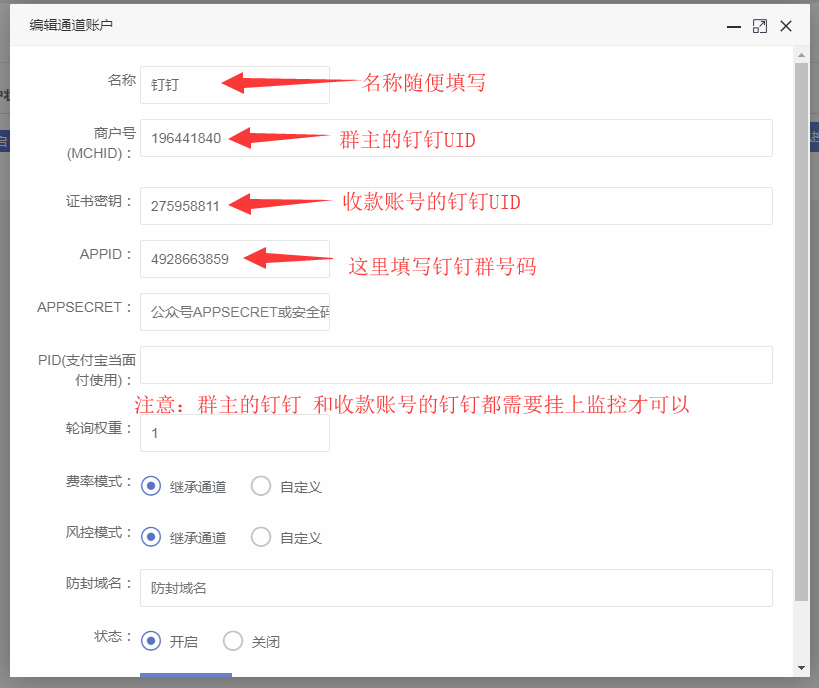 编辑通道账户
名称 钉钉 名称随便填写
商户号
(MCHID)： 196441840 群主的钉钉UID
证书密钥： 275958811 收款账号的钉钉UID
APPID： 4928663859 这里填写钉钉群号码
APPSECRET： 公众号APPSECRET或安全码
PID(支付宝当面
付使用)：
注意：群主的钉钉 和收款账号的钉钉都需要挂上监控才可以
轮询权重： 1
费率模式： 继承通道 自定义
风控模式： 继承通道 自定义
防封域名： 防封域名
状态： 开启 关闭